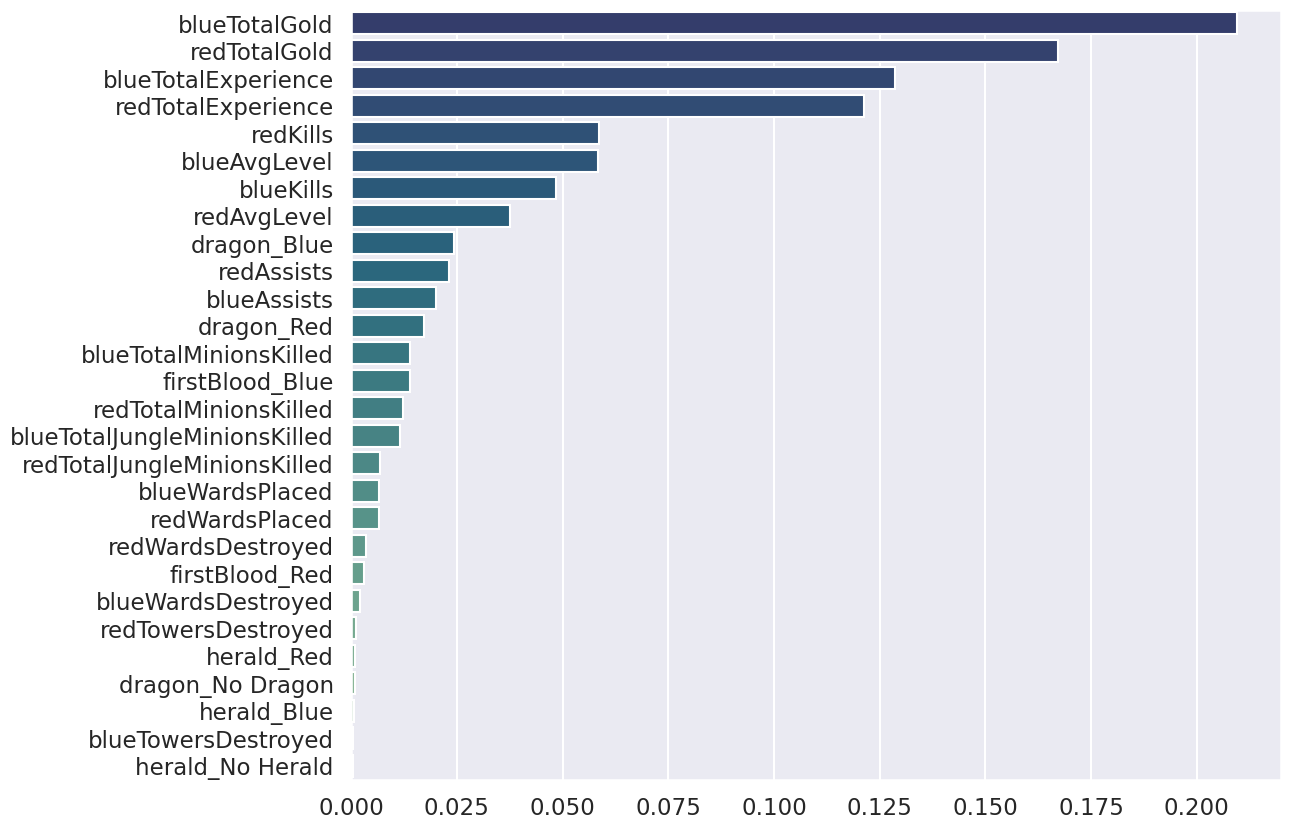 blueTotalGold
redTotalGold
blueTotalExperience
redTotalExperience
redKills
blueAvgLevel
blueKills
redAvgLevel
dragon_Blue
redAssists
blueAssists
dragon_Red
blueTotalMinionsKilled
firstBlood_Blue
redTotalMinionsKilled
blueTotalJungleMinionsKilled
redTotalJungleMinionsKilled
blueWardsPlaced
redWardsPlaced
redWardsDestroyed
firstBlood_Red
blueWardsDestroyed
redTowersDestroyed
herald_Red
dragon_No Dragon
herald_Blue
blueTowersDestroyed
herald_No Herald
0.000 0.025 0.050 0.075 0.100 0.125 0.150 0.175 0.200